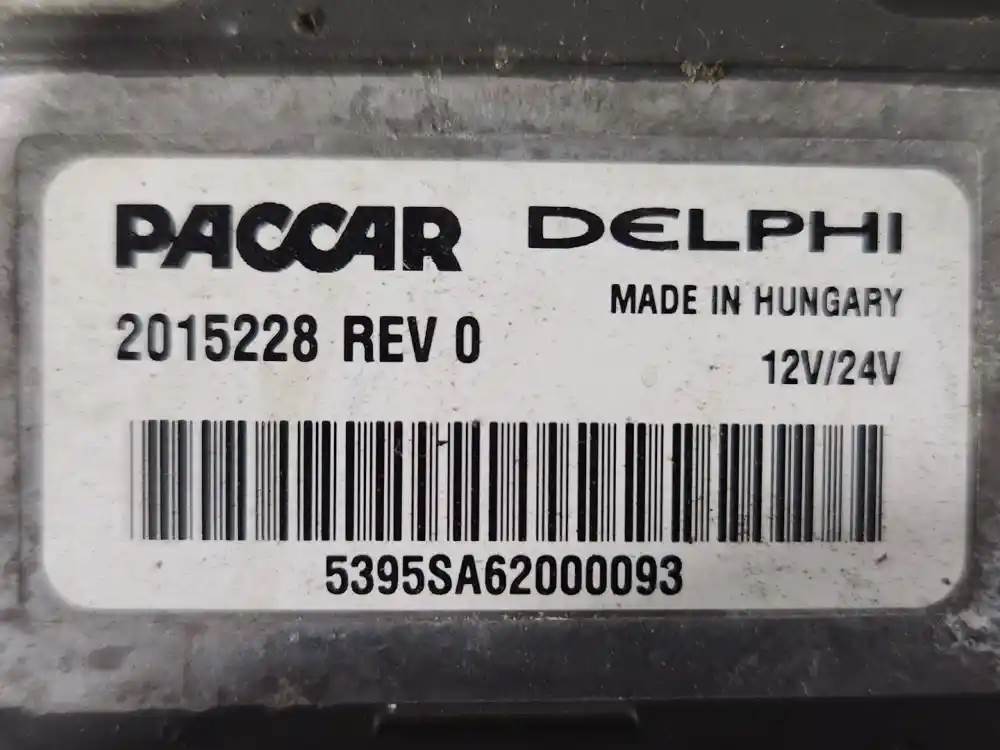 PACCAR DELPHI
MADE IN HUNGARY
2015228 REV 0
12V/24V
5395SA62000093